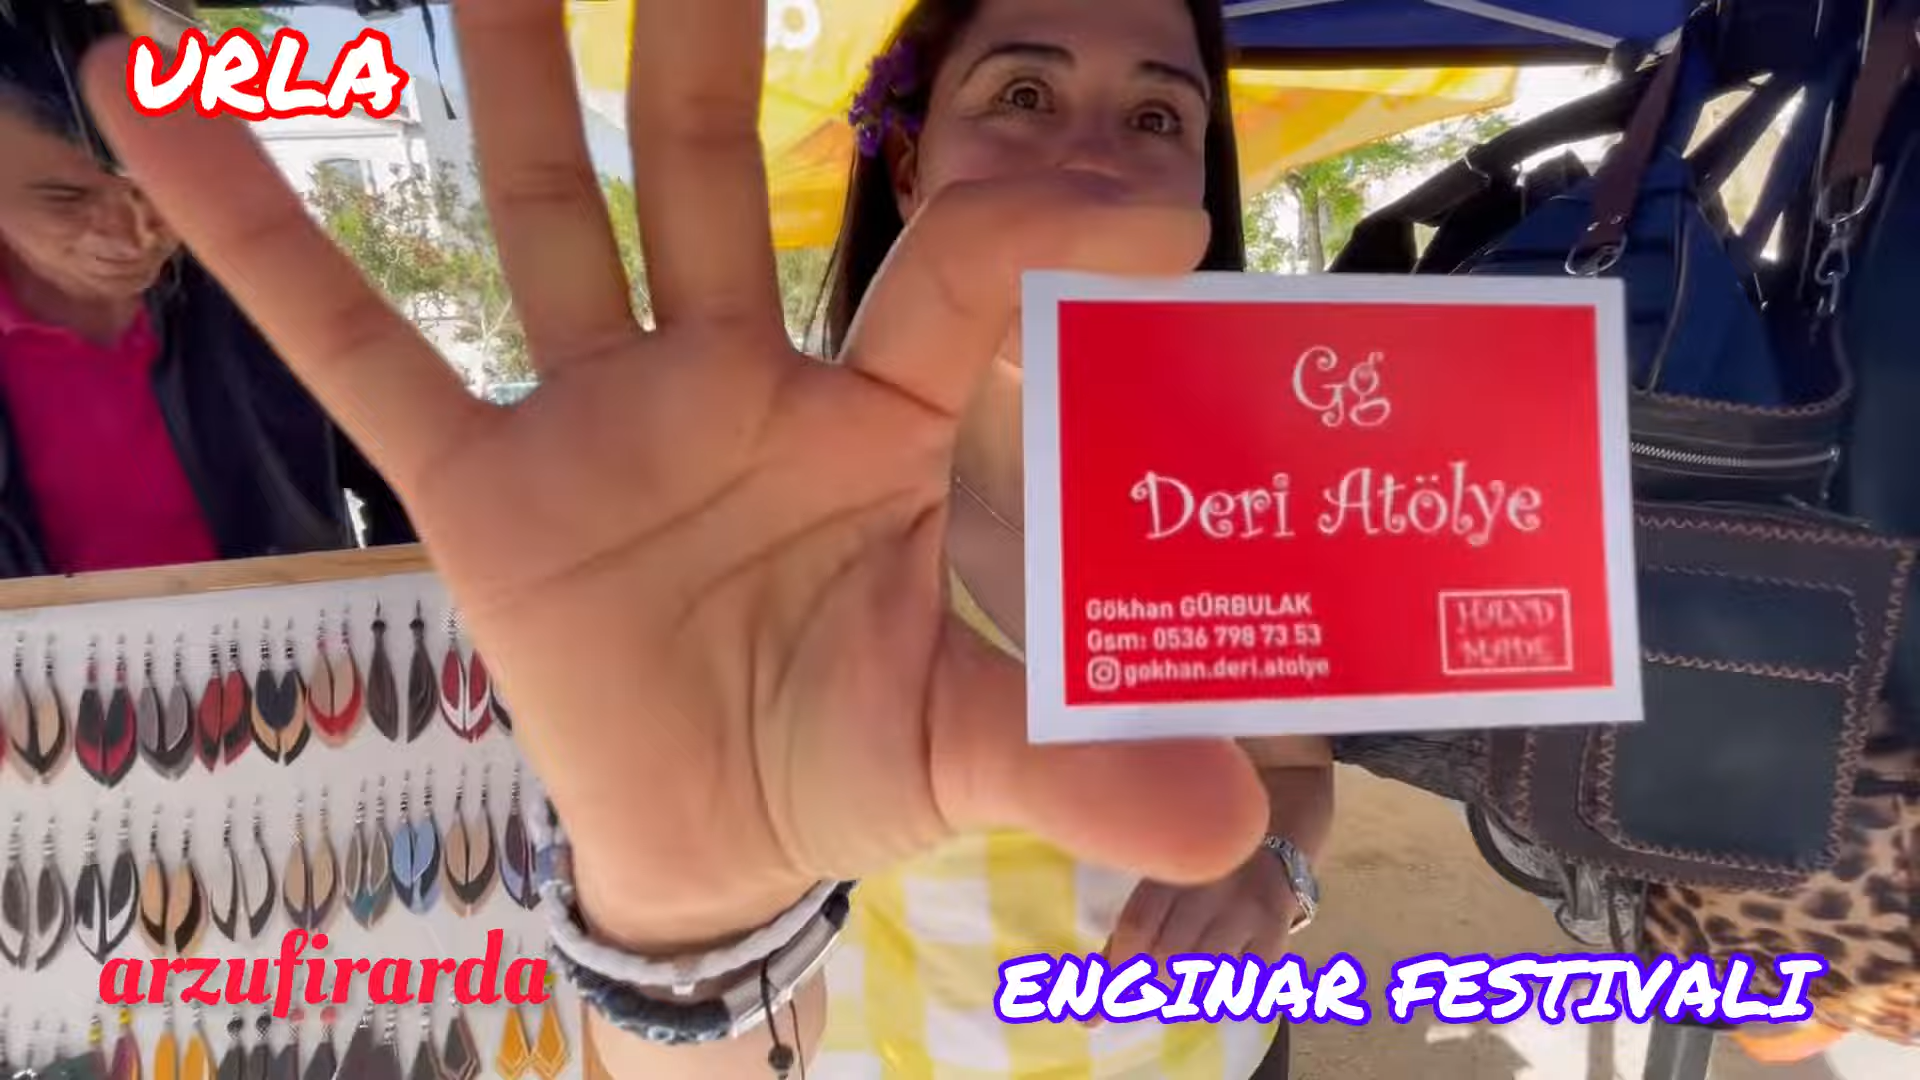 URLA
Gg
Deri Atölye
Gökhan GÜRBULAK
Gsm: 0536 798 73 53
gokhan.deri.atolye
HAND
MADE
arzufirarda
ENGINAR FESTIVALI